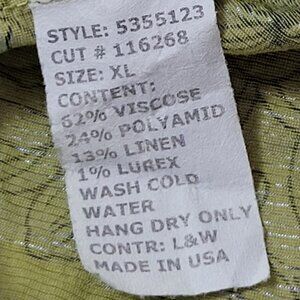 STYLE: 5355123
CUT # 116268
SIZE: XL
CONTENT:
62% VISCOSE
24% POLYAMID
13% LINEN
1% LUREX
WASH COLD
WATER
HANG DRY ONLY
CONTR: L&W
MADE IN USA